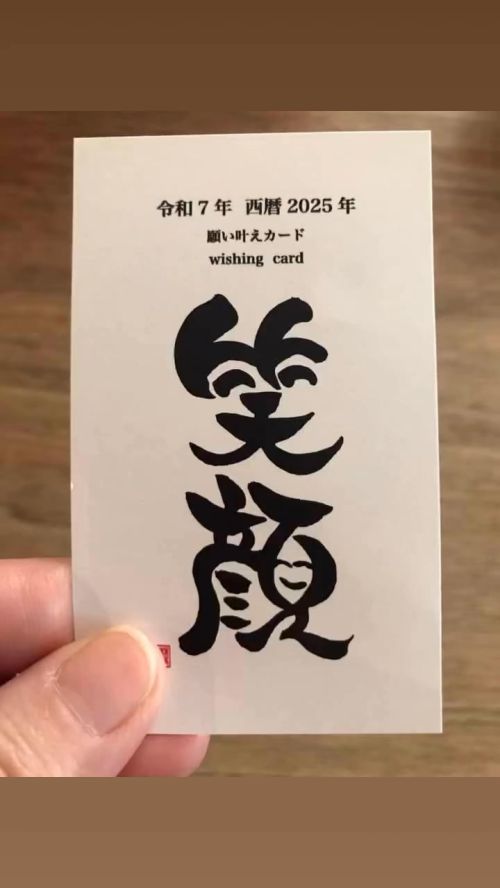 令和7年 西暦2025年
願い叶えカード
wishing card
笑
顔